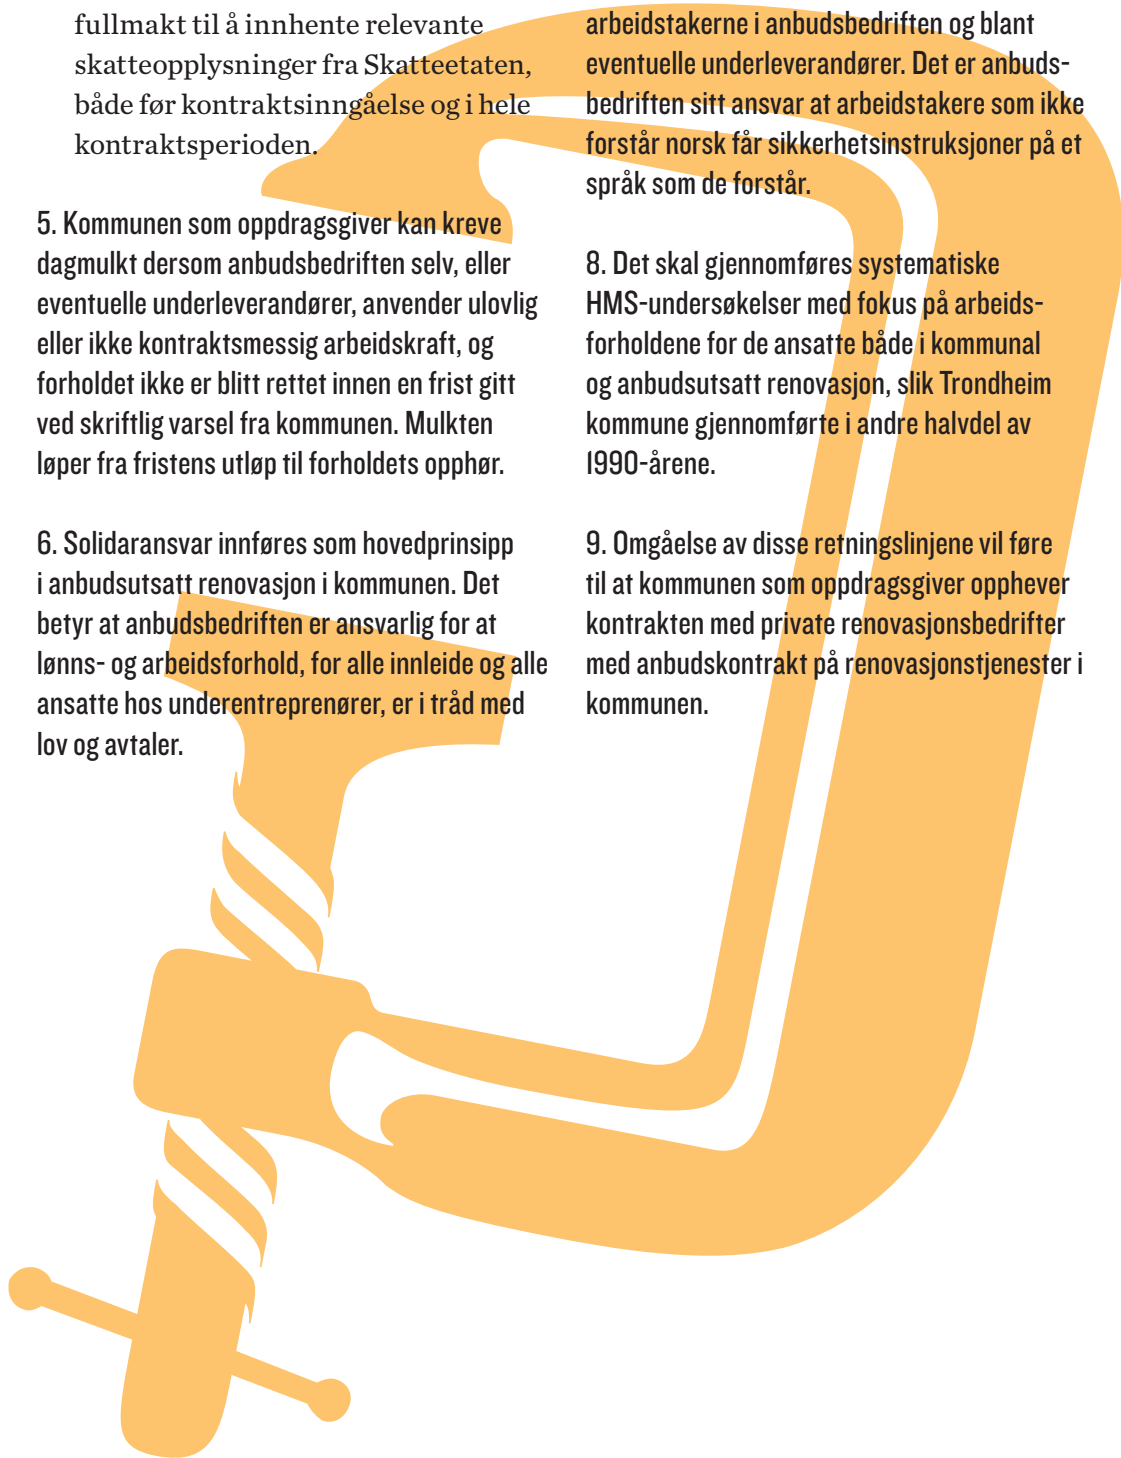 fullmakt til å innhente relevante
skatteopplysninger fra Skatteetaten,
både før kontraktsinngåelse og i hele
kontraktsperioden.
5. Kommunen som oppdragsgiver kan kreve
dagmulkt dersom anbudsbedriften selv, eller
eventuelle underleverandører, anvender ulovlig
eller ikke kontraktsmessig arbeidskraft, og
forholdet ikke er blitt rettet innen en frist gitt
ved skriftlig varsel fra kommunen. Mulkten
løper fra fristens utløp til forholdets opphør.
6. Solidaransvar innføres som hovedprinsipp
i anbudsutsatt renovasjon i kommunen. Det
betyr at anbudsbedriften er ansvarlig for at
lønns- og arbeidsforhold, for alle innleide og alle
ansatte hos underentreprenører, er i tråd med
lov og avtaler.
arbeidstakerne i anbudsbedriften og blant
eventuelle underleverandører. Det er anbuds-
bedriften sitt ansvar at arbeidstakere som ikke
forstår norsk får sikkerhetsinstruksjoner på et
språk som de forstår.
8. Det skal gjennomføres systematiske
HMS-undersøkelser med fokus på arbeids-
forholdene for de ansatte både i kommunal
og anbudsutsatt renovasjon, slik Trondheim
kommune gjennomførte i andre halvdel av
1990-årene.
9. Omgåelse av disse retningslinjene vil føre
til at kommunen som oppdragsgiver opphever
kontrakten med private renovasjonsbedrifter
med anbudskontrakt på renovasjonstjenester i
kommunen.